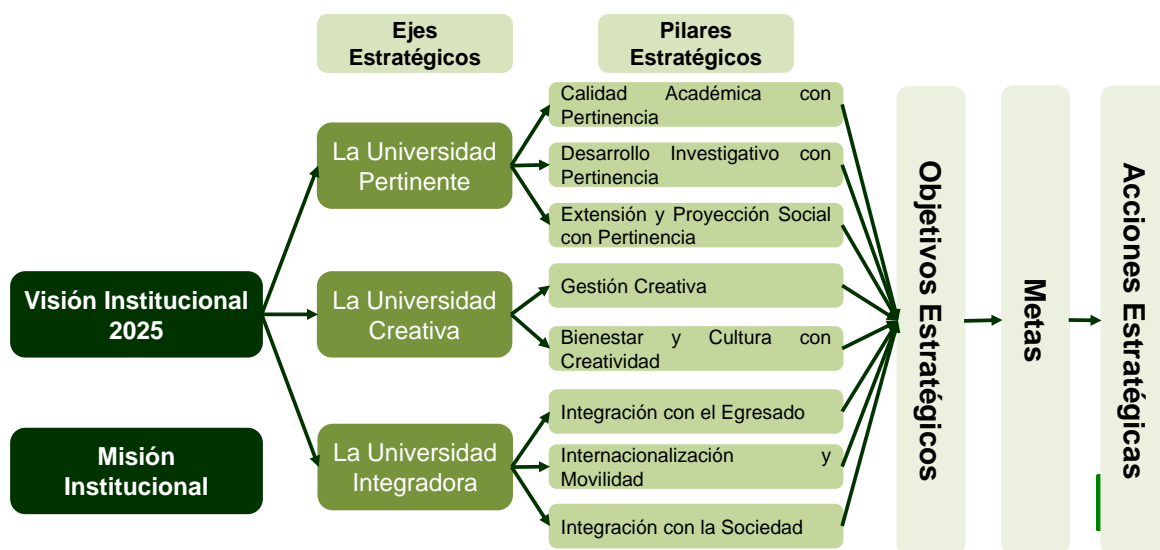 Ejes
Estratégicos
Pilares
Estratégicos
Visión Institucional
2025
Misión
Institucional
La Universidad
Pertinente
La Universidad
Creativa
La Universidad
Integradora
Calidad Académica con
Pertinencia
Desarrollo Investigativo con
Pertinencia
Extensión y Proyección Social
con Pertinencia
Gestión Creativa
Bienestar y Cultura con
Creatividad
Integración con el Egresado
Internacionalización y
Movilidad
Integración con la Sociedad
Objetivos Estratégicos
Metas
Acciones Estratégicas